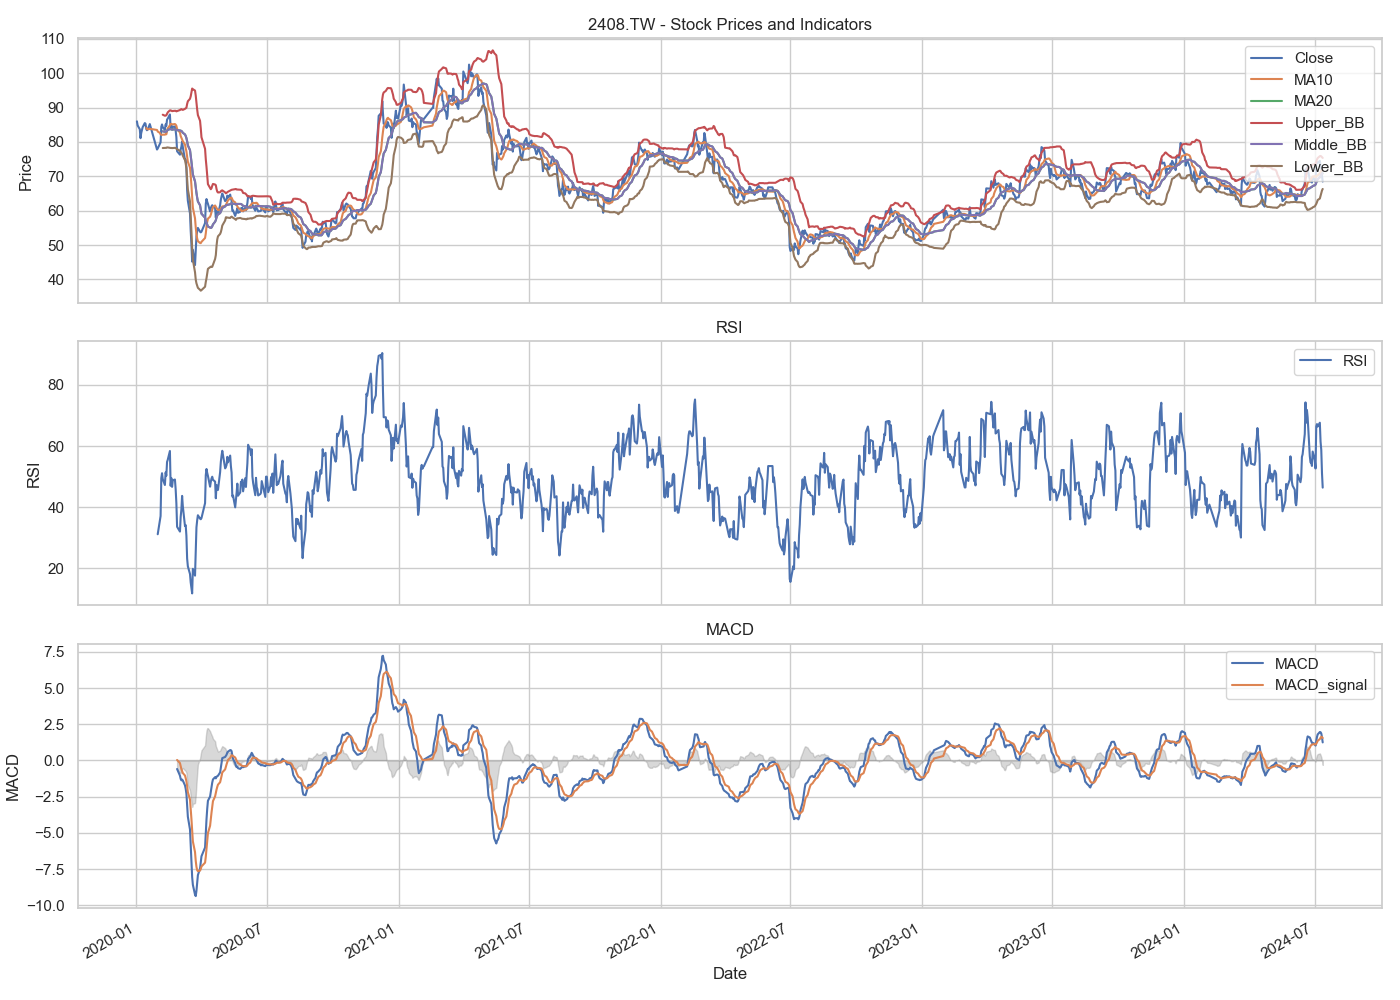 2408.TW - Stock Prices and Indicators
110
100
90
80
70
60
50
40
Price
Close
MA10
MA20
Upper_BB
Middle_BB
Lower_BB
RSI
80
60
40
20
RSI
RSI
MACD
7.5
5.0
2.5
0.0
−2.5
−5.0
−7.5
−10.0
MACD
MACD
MACD_signal
2020-01
2020-07
2021-01
2021-07
2022-01
2022-07
2023-01
2023-07
2024-01
2024-07
Date